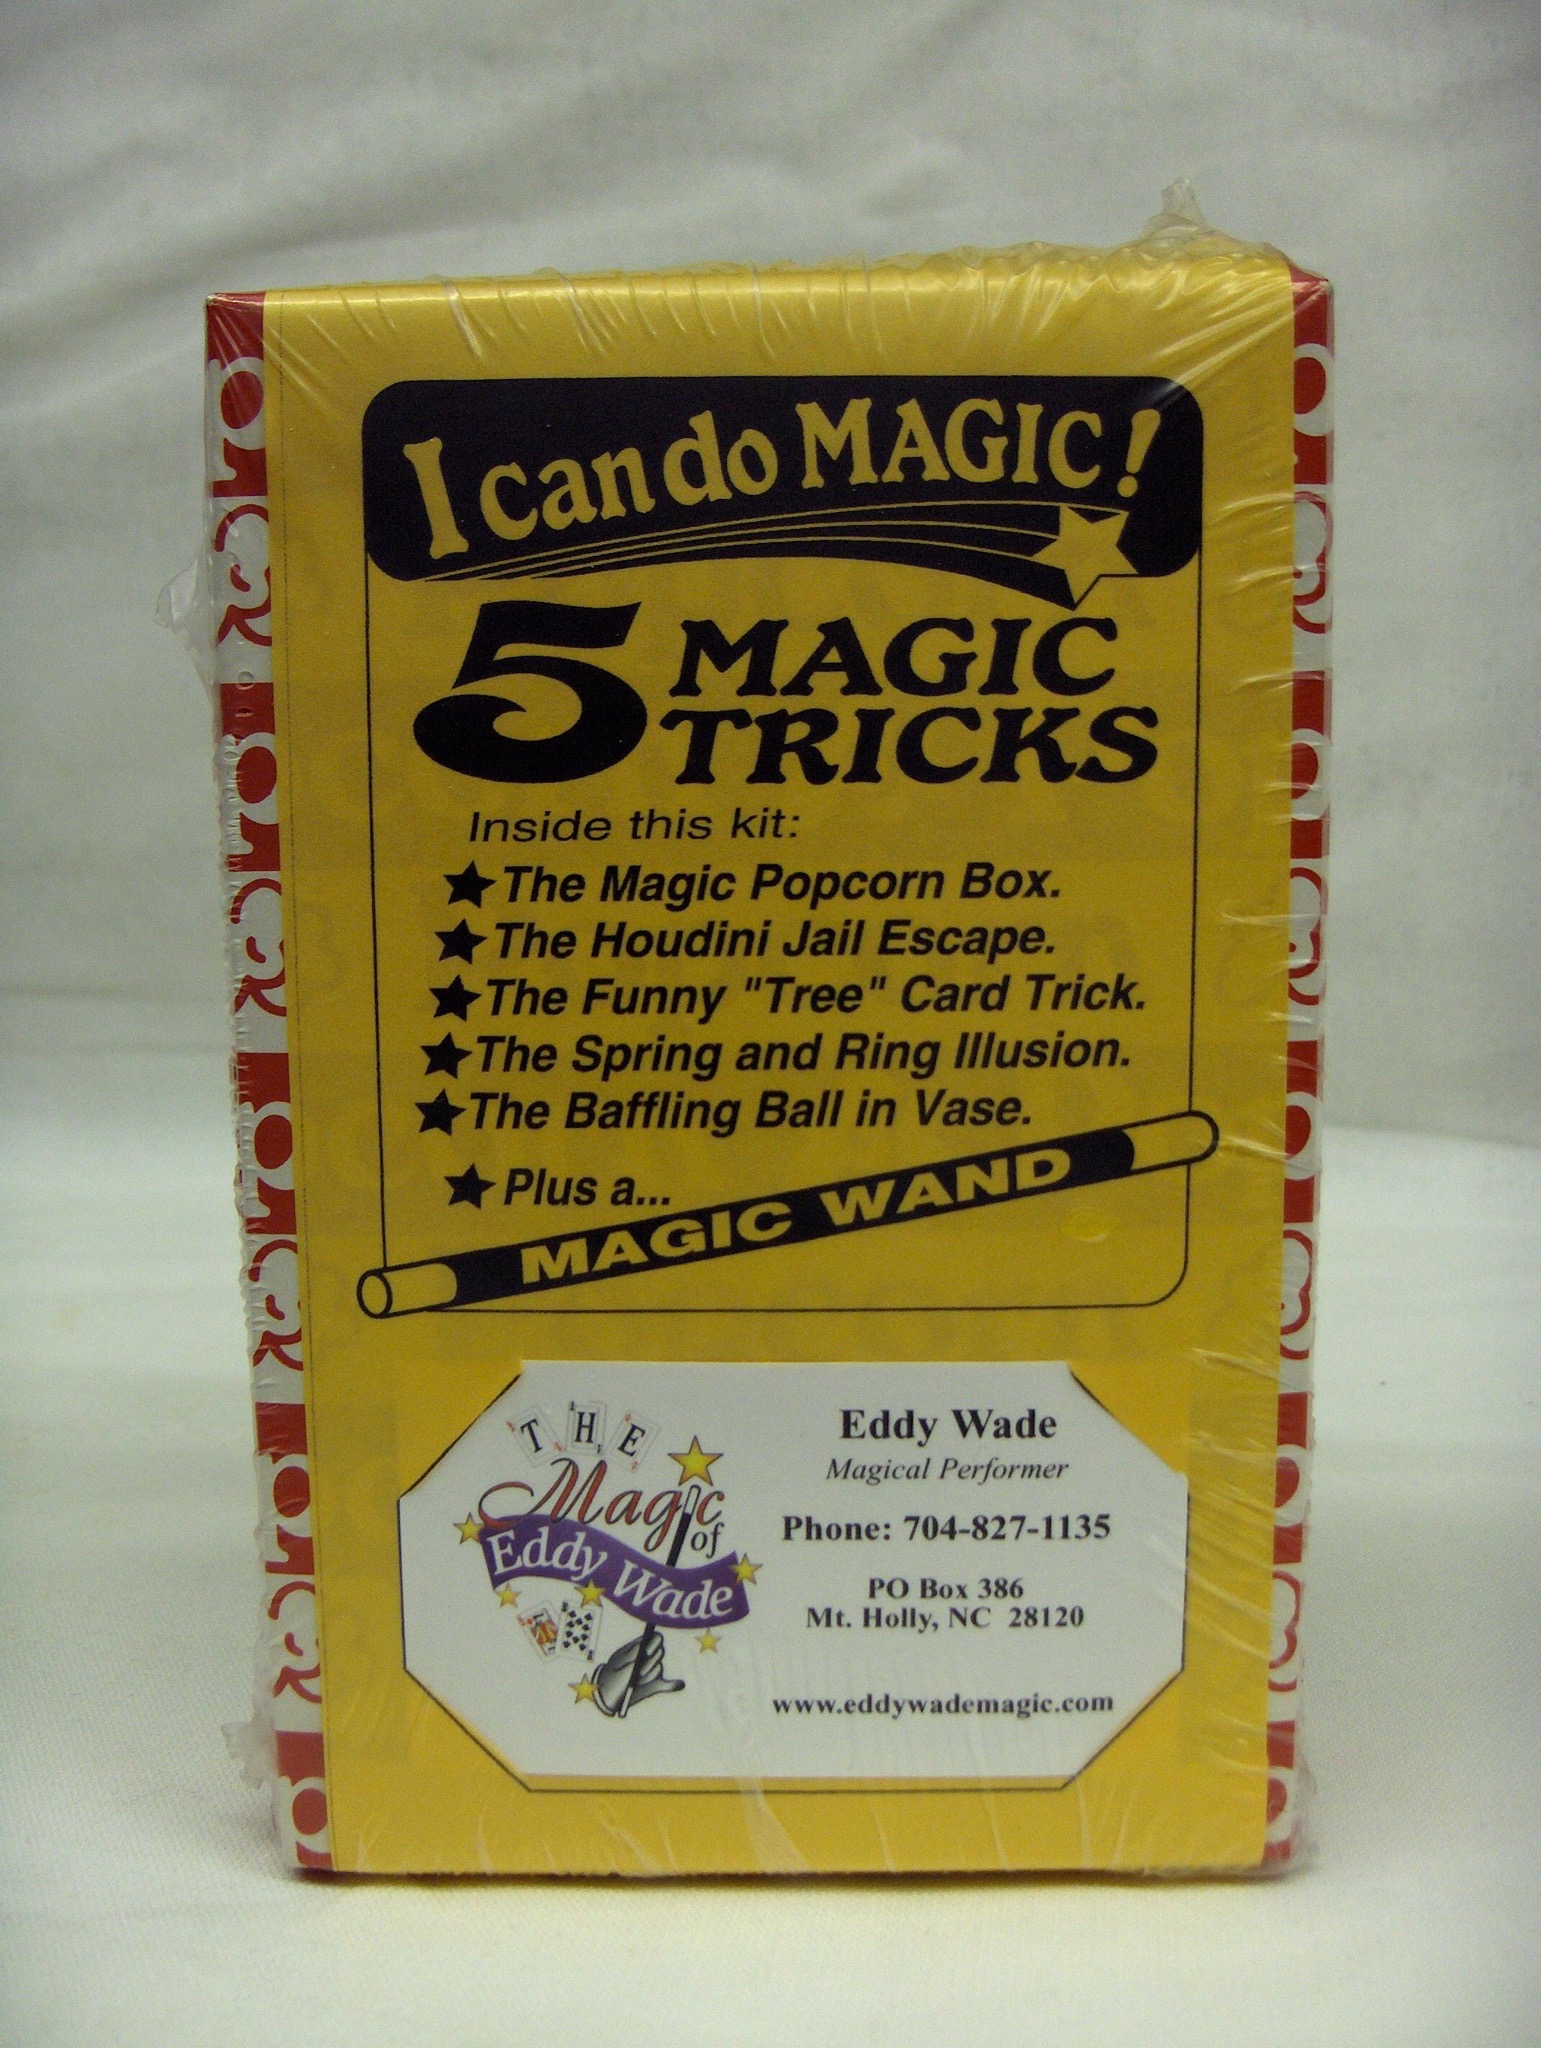 I can do MAGIC!
5 MAGIC
TRICKS
Inside this kit:
The Magic Popcorn Box.
The Houdini Jail Escape.
The Funny "Tree" Card Trick.
The Spring and Ring Illusion.
The Baffling Ball in Vase.
Plus a...
MAGIC WAND
THE
Magic
of
Eddy Wade
Eddy Wade
Magical Performer
Phone: 704-827-1135
PO Box 386
Mt. Holly, NC 28120
www.eddywademagic.com